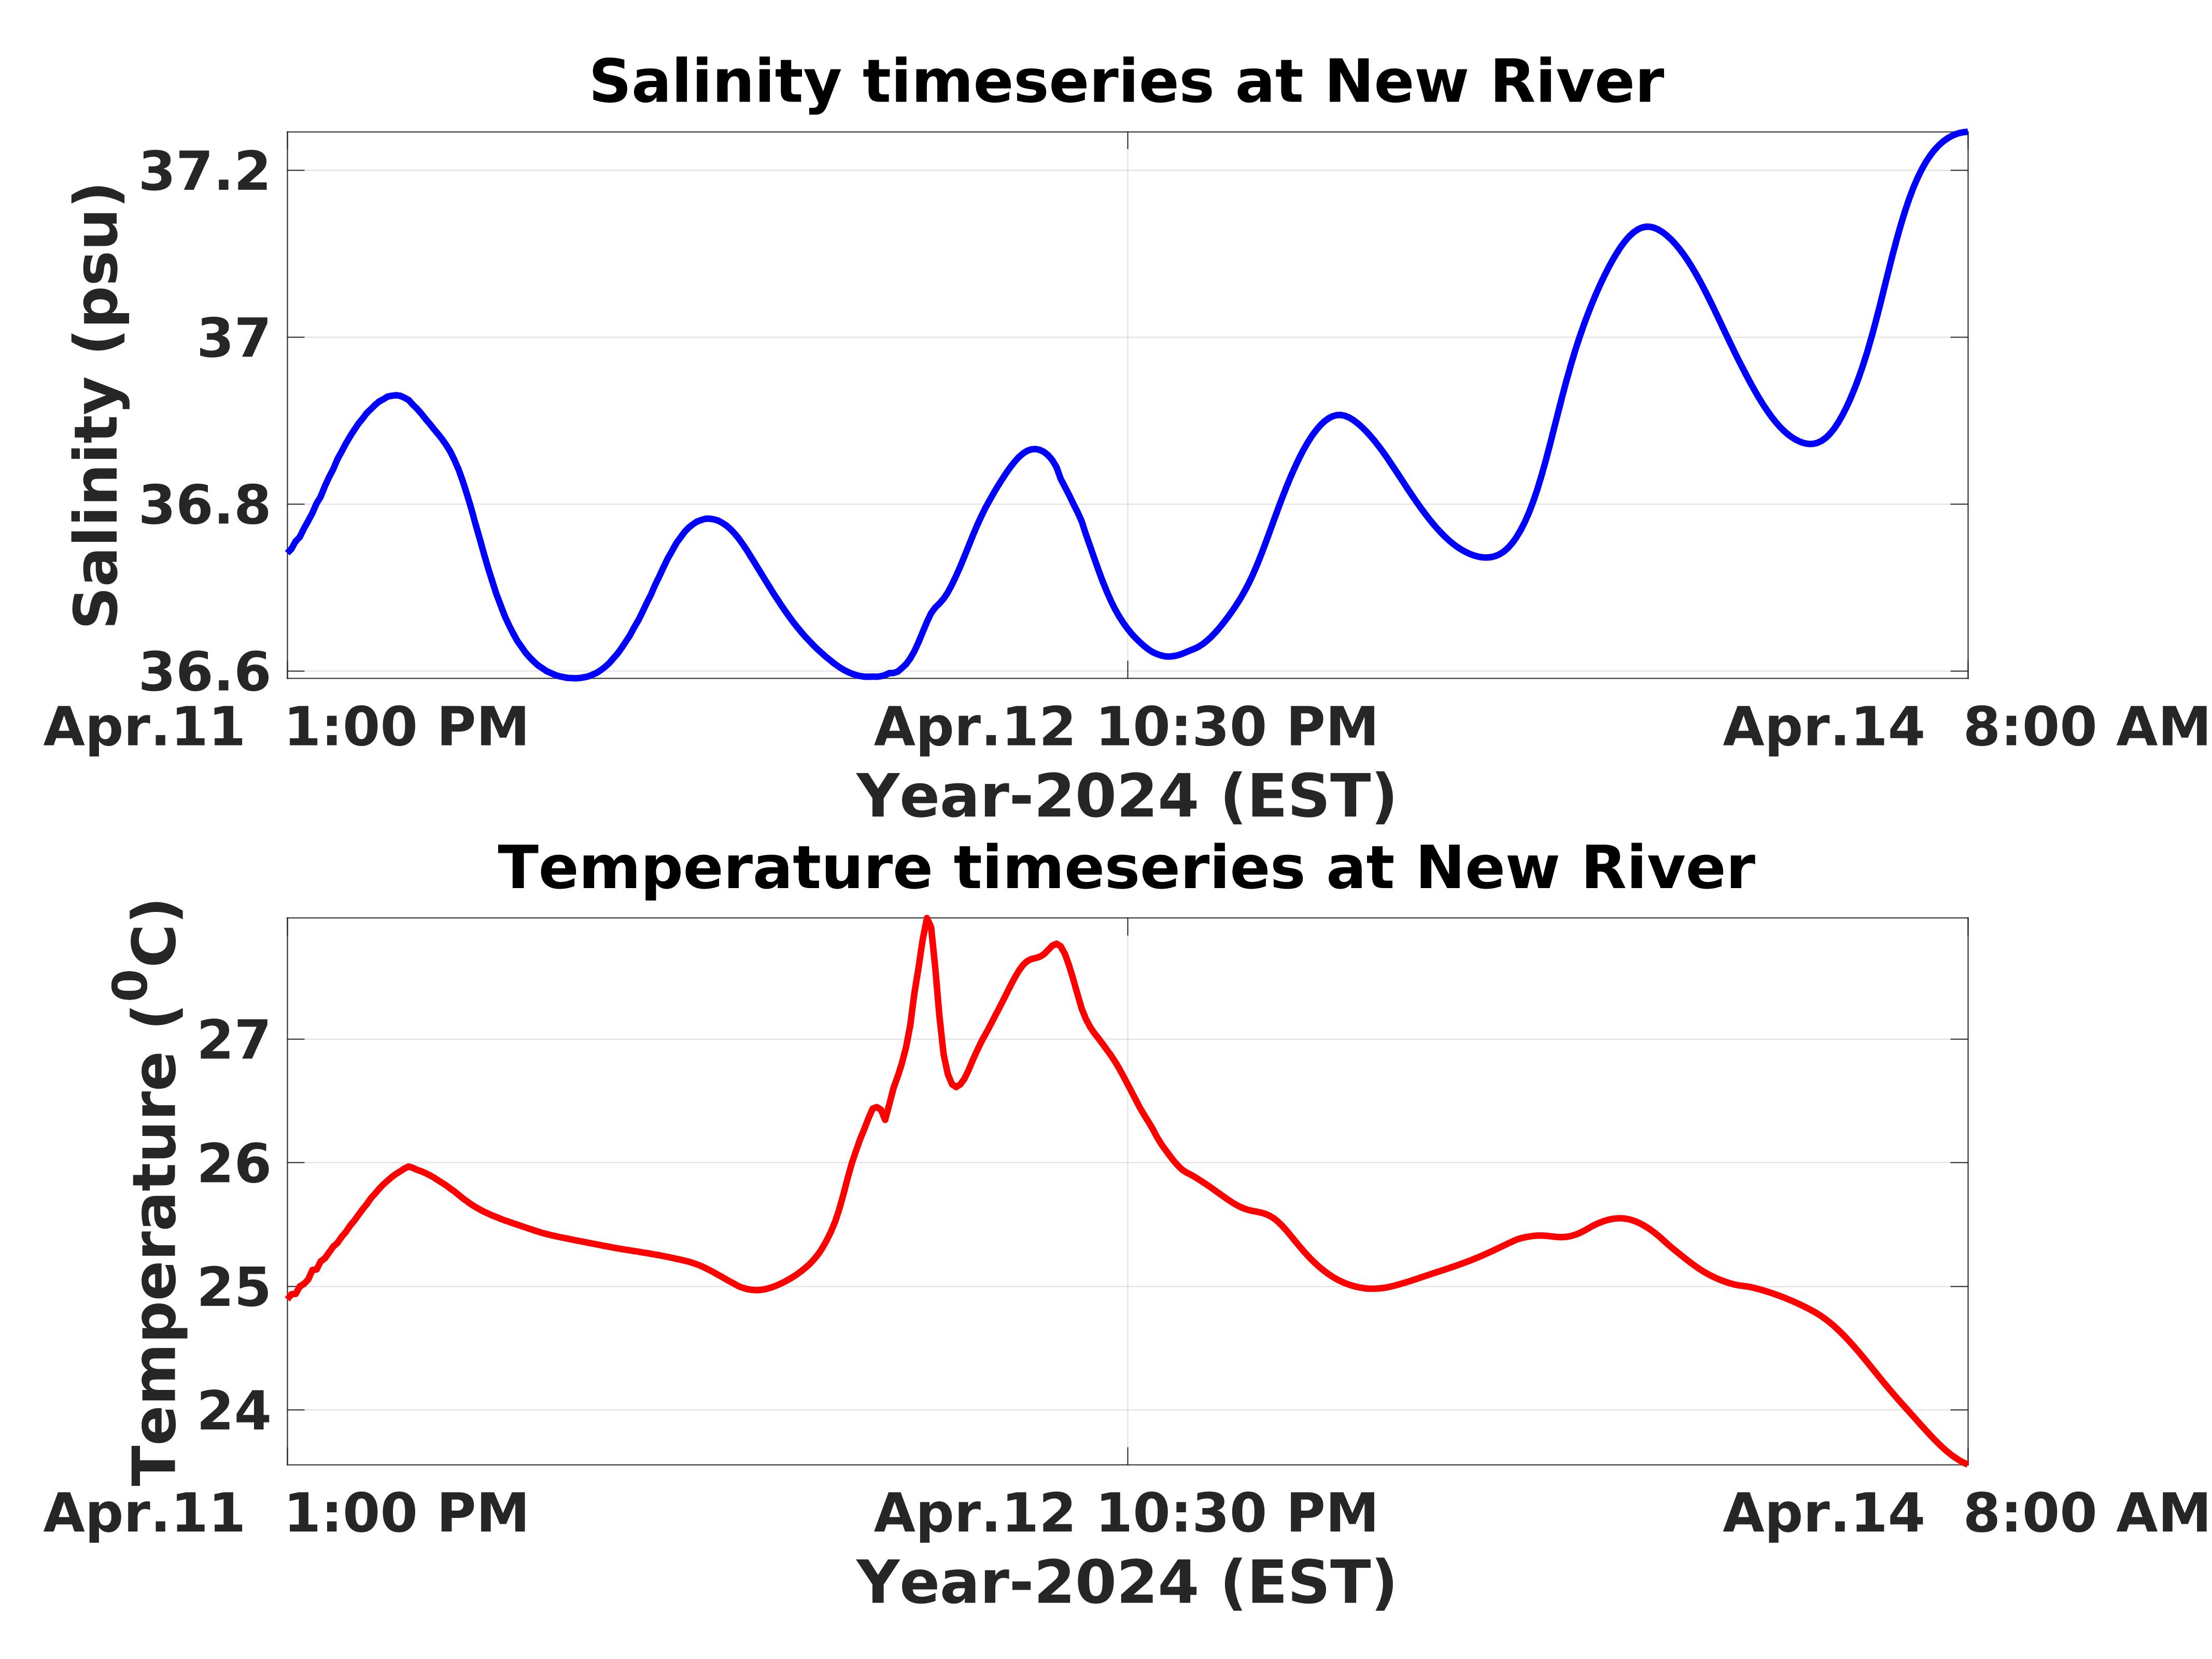 Salinity timeseries at New River
Salinity (psu)
37.2
37
36.8
36.6
Apr.11  1:00 PM
Apr.12 10:30 PM
Apr.14  8:00 AM
Year-2024 (EST)
Temperature timeseries at New River
Temperature (⁰C)
27
26
25
24
Apr.11  1:00 PM
Apr.12 10:30 PM
Apr.14  8:00 AM
Year-2024 (EST)